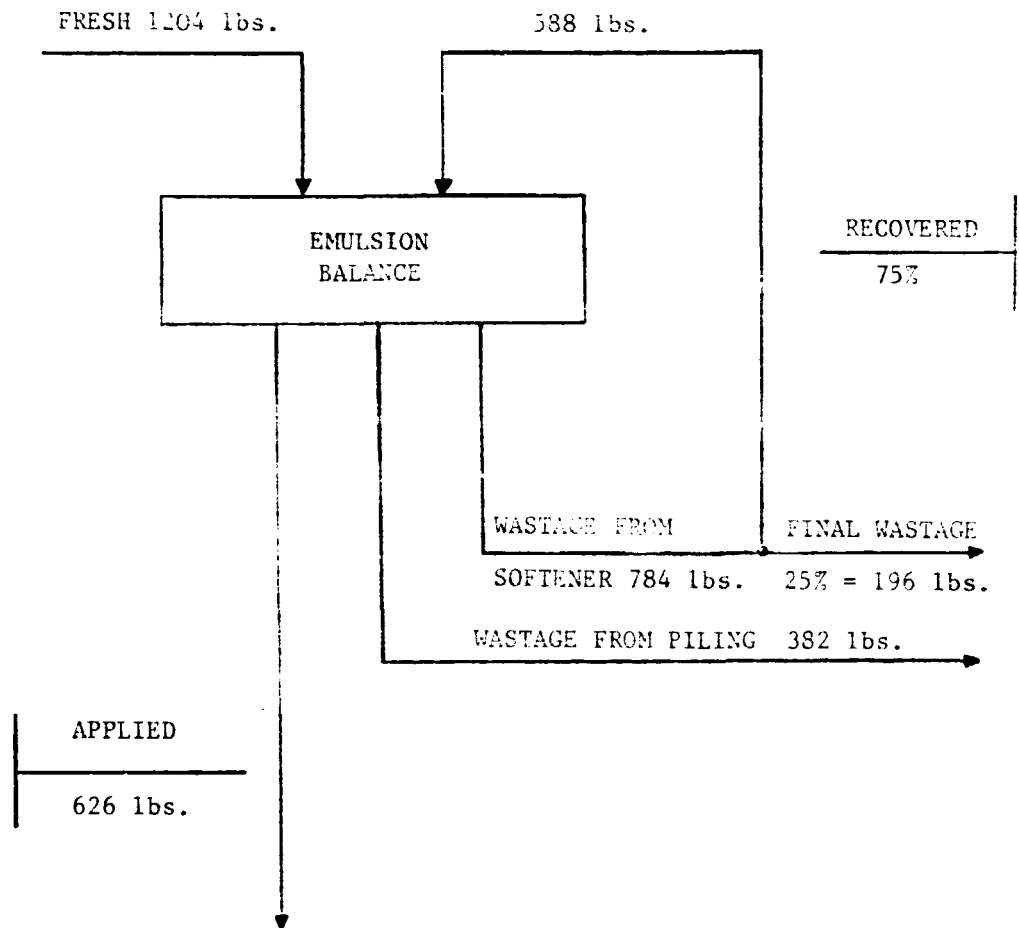 FRESH 1204 lbs.
588 lbs.
EMULSION
BALANCE
RECOVERED
75%
WASTAGE FROM
FINAL WASTAGE
SOFTENER 784 lbs.
25% = 196 lbs.
WASTAGE FROM PILING 382 lbs.
APPLIED
626 lbs.